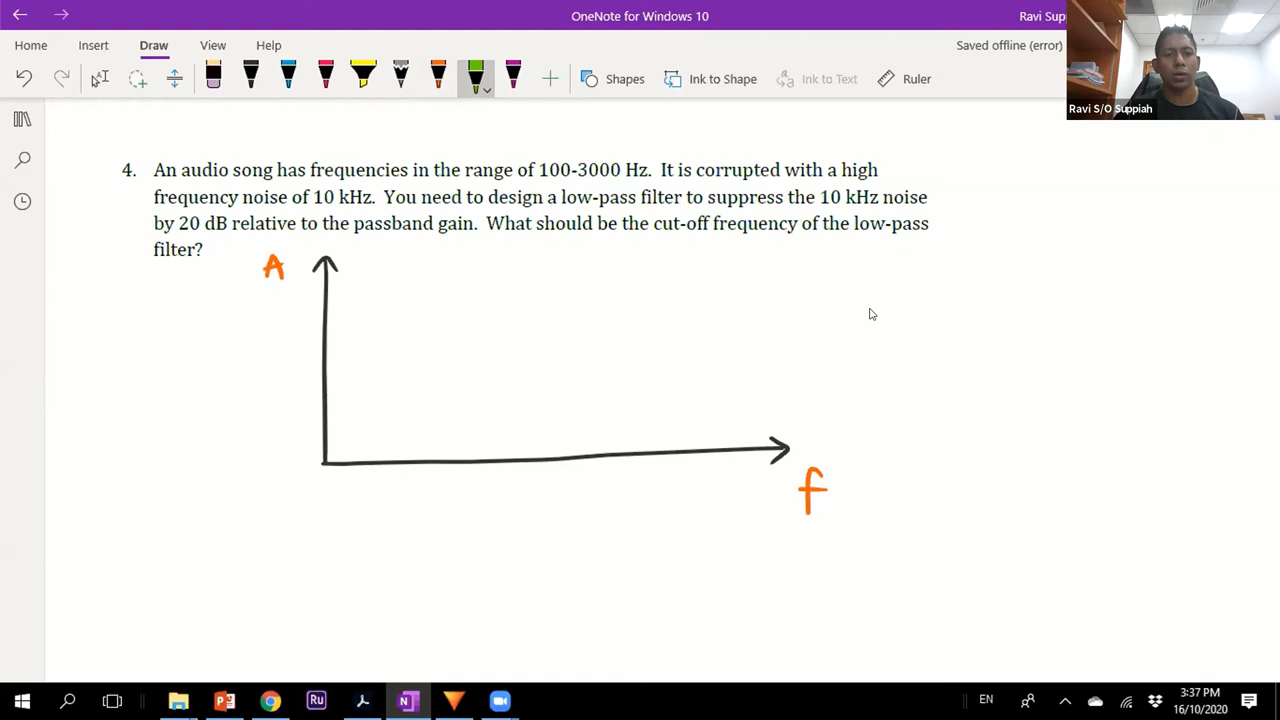 OneNote for Windows 10
Ravi Sup
Home Insert Draw View Help
Saved offline (error)
Shapes Ink to Shape Ink to Text Ruler
Ravi S/O Suppiah
4. An audio song has frequencies in the range of 100-3000 Hz. It is corrupted with a high
frequency noise of 10 kHz. You need to design a low-pass filter to suppress the 10 kHz noise
by 20 dB relative to the passband gain. What should be the cut-off frequency of the low-pass
filter?
A
f
EN
3:37 PM
16/10/2020